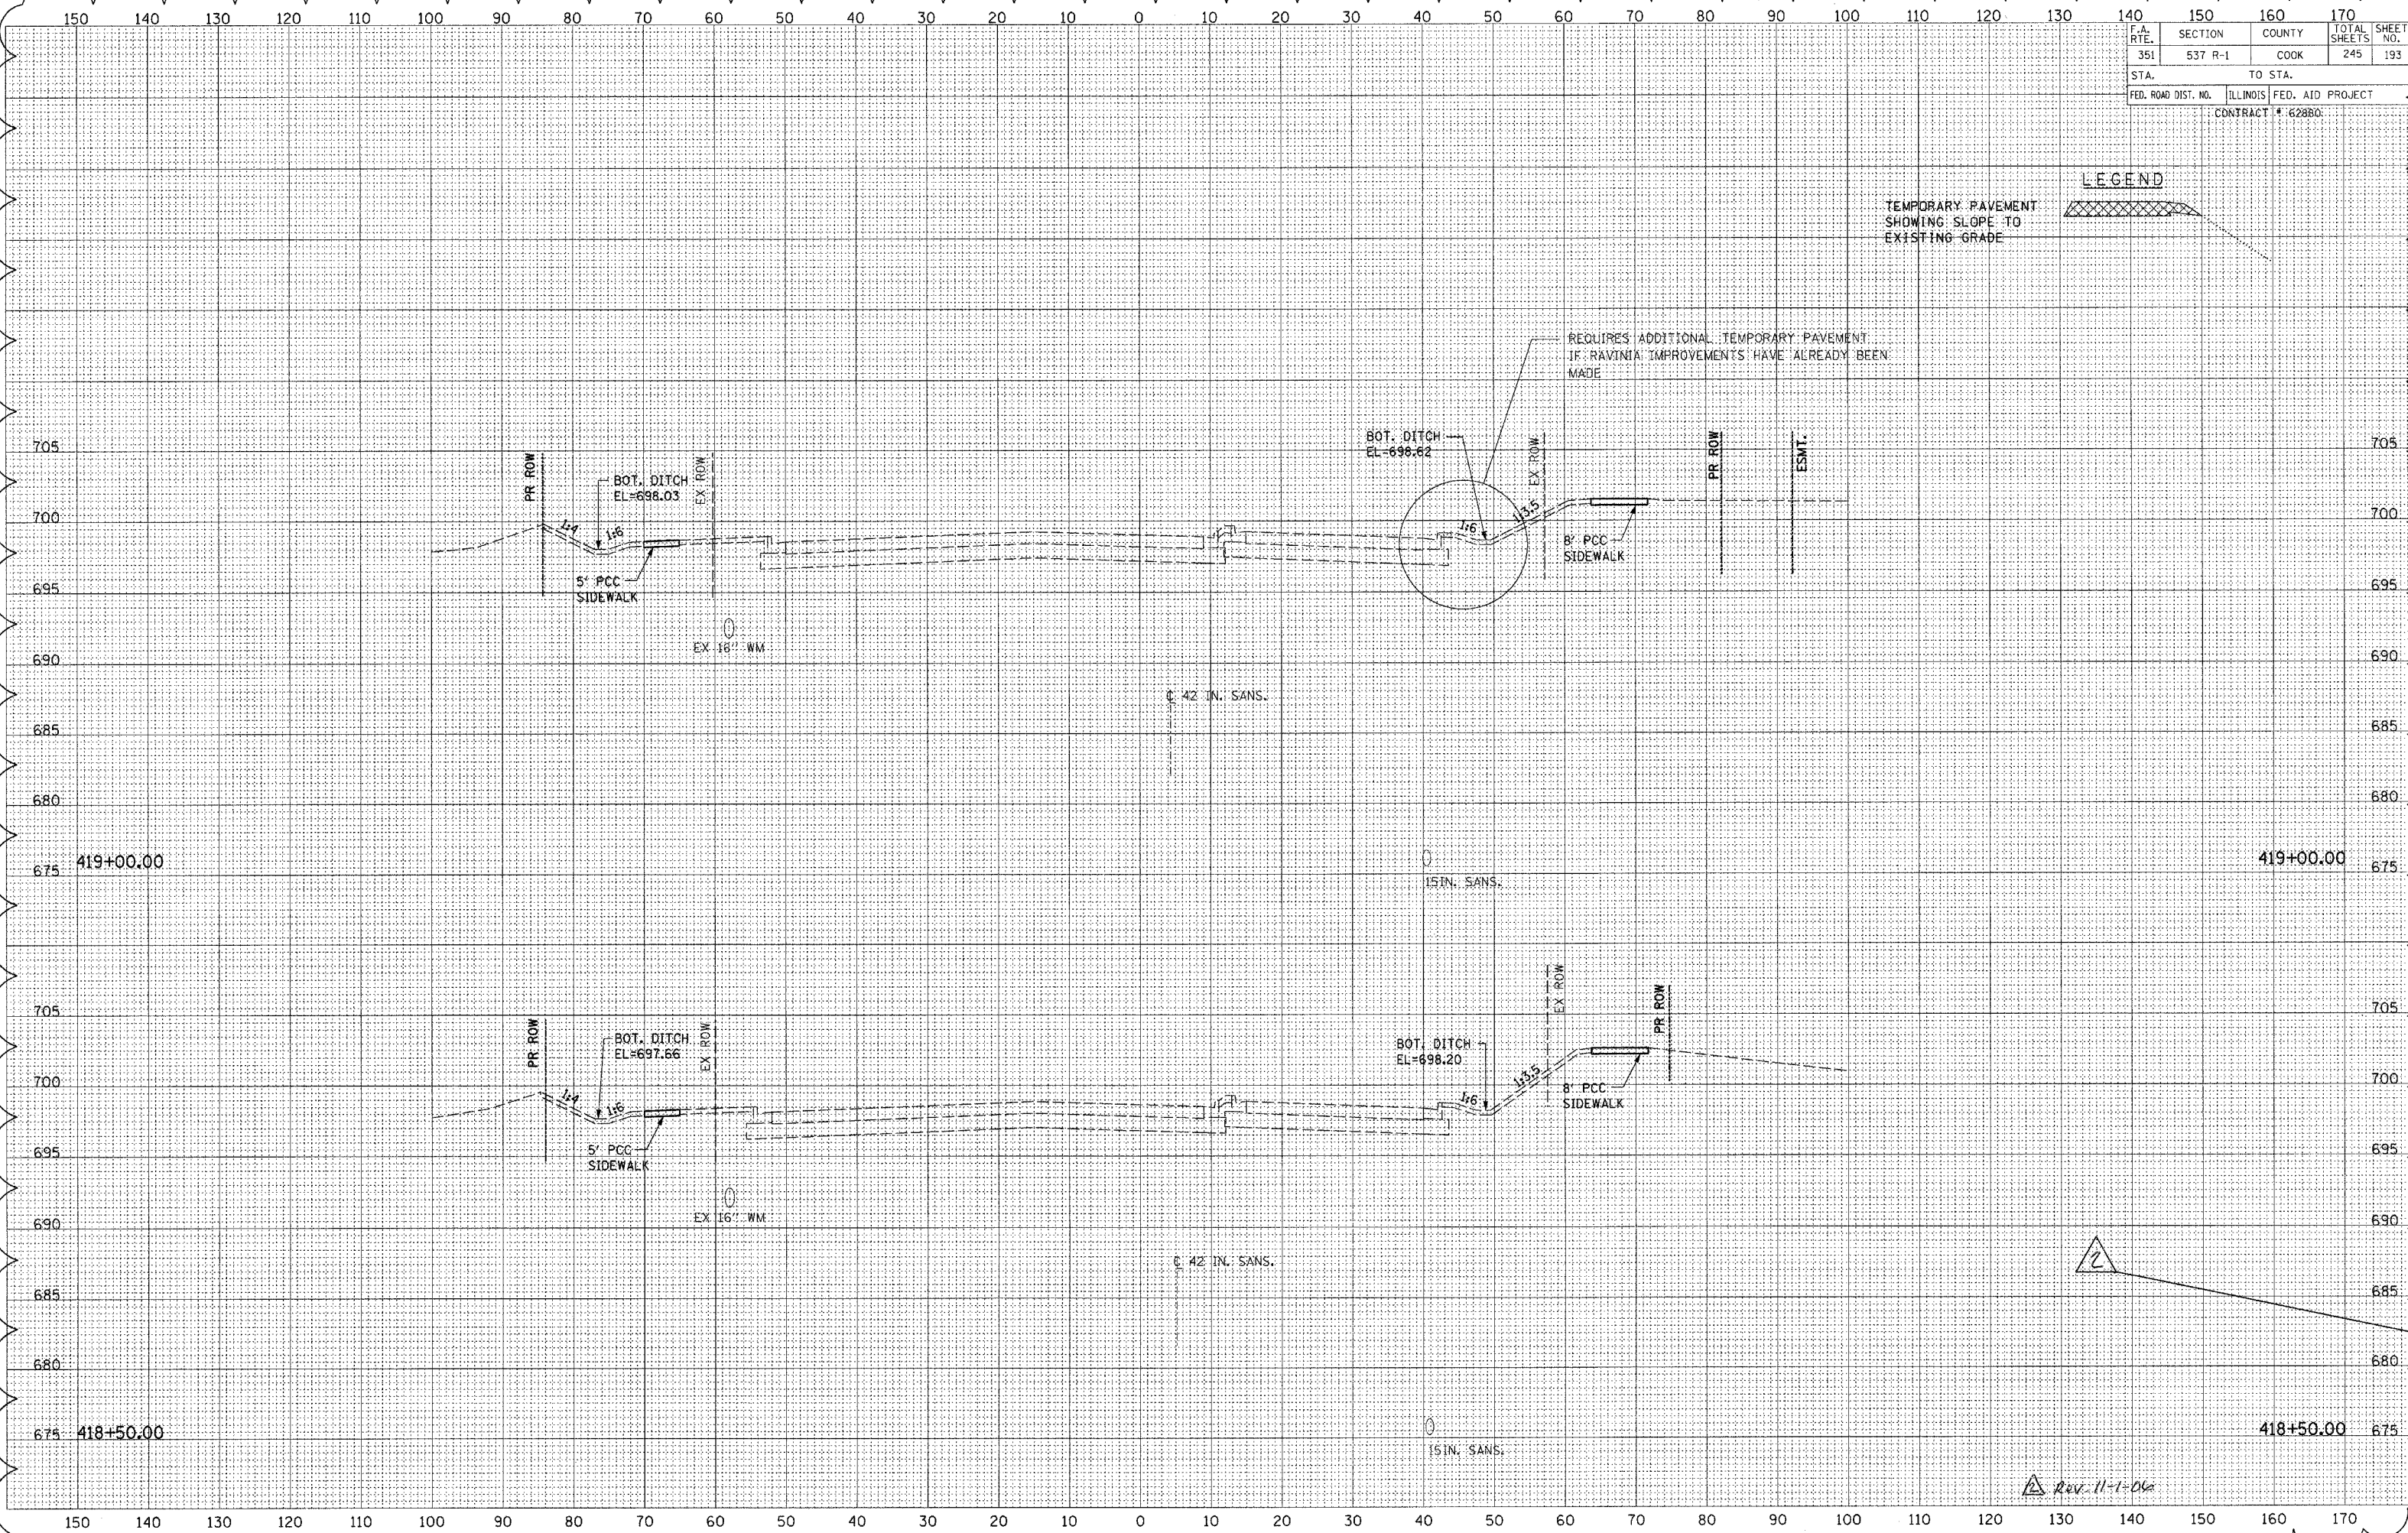 150 140 130 120 110 100 90 80 70 60 50 40 30 20 10 0 10 20 30 40 50 60 70 80 90 100 110 120 130 140 150 160 170
F.A. RTE. SECTION COUNTY TOTAL SHEETS SHEET NO.
351 537 R-1 COOK 245 193
STA. TO STA.
FED. ROAD DIST. NO. ILLINOIS FED. AID PROJECT
CONTRACT # 62880
LEGEND
TEMPORARY PAVEMENT
SHOWING SLOPE TO
EXISTING GRADE
REQUIRES ADDITIONAL TEMPORARY PAVEMENT
IF RAVINIA IMPROVEMENTS HAVE ALREADY BEEN
MADE
705 705
PR ROW
BOT. DITCH
EL=698.03
EX ROW
BOT. DITCH
EL-698.62
EX ROW
PR ROW
ESMT.
700 700
1:4
1:6
1:6
1:3.5
5' PCC
SIDEWALK
8' PCC
SIDEWALK
695 695
EX 16" WM
690 690
℄ 42 IN. SANS.
685 685
680 680
419+00.00 419+00.00
675 675
15IN. SANS.
705 705
PR ROW
BOT. DITCH
EL=697.66
EX ROW
BOT. DITCH
EL=698.20
EX ROW
PR ROW
700 700
1:4
1:6
1:6
1:3.5
5' PCC
SIDEWALK
8' PCC
SIDEWALK
695 695
EX 16" WM
690 690
℄ 42 IN. SANS.
2
685 685
680 680
675 418+50.00 418+50.00 675
15IN. SANS.
2 Rev. 11-1-06
150 140 130 120 110 100 90 80 70 60 50 40 30 20 10 0 10 20 30 40 50 60 70 80 90 100 110 120 130 140 150 160 170